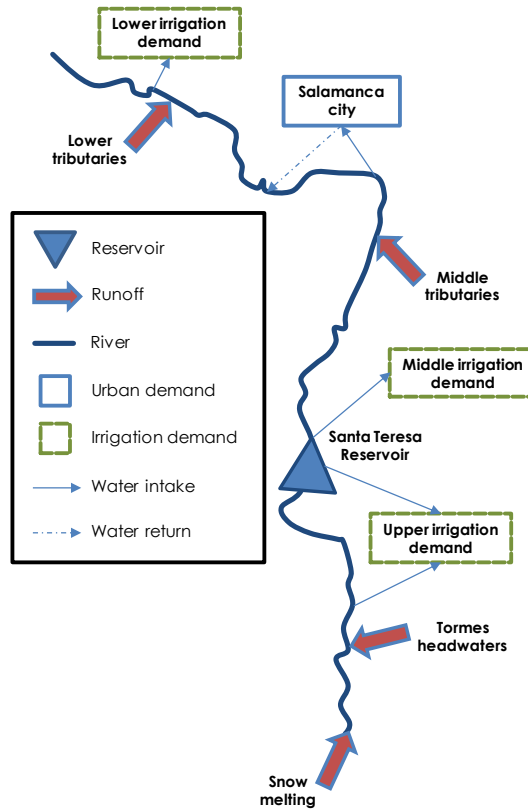 Lower irrigation
demand
Salamanca
city
Lower
tributaries
Reservoir
Runoff
River
Urban demand
Irrigation demand
Water intake
Water return
Middle
tributaries
Middle irrigation
demand
Santa Teresa
Reservoir
Upper irrigation
demand
Tormes
headwaters
Snow
melting